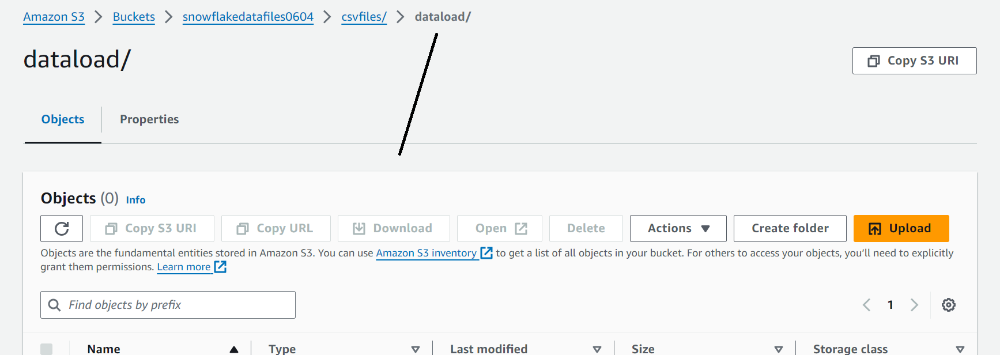 Amazon S3 > Buckets > snowflakedatafiles0604 > csvfiles/ > dataload/
dataload/
Copy S3 URI
Objects Properties
Objects (0) Info
Copy S3 URI Copy URL Download Open Delete Actions Create folder Upload
Objects are the fundamental entities stored in Amazon S3. You can use Amazon S3 inventory to get a list of all objects in your bucket. For others to access your objects, you’ll need to explicitly
grant them permissions. Learn more
Find objects by prefix
1
Name Type Last modified Size Storage class